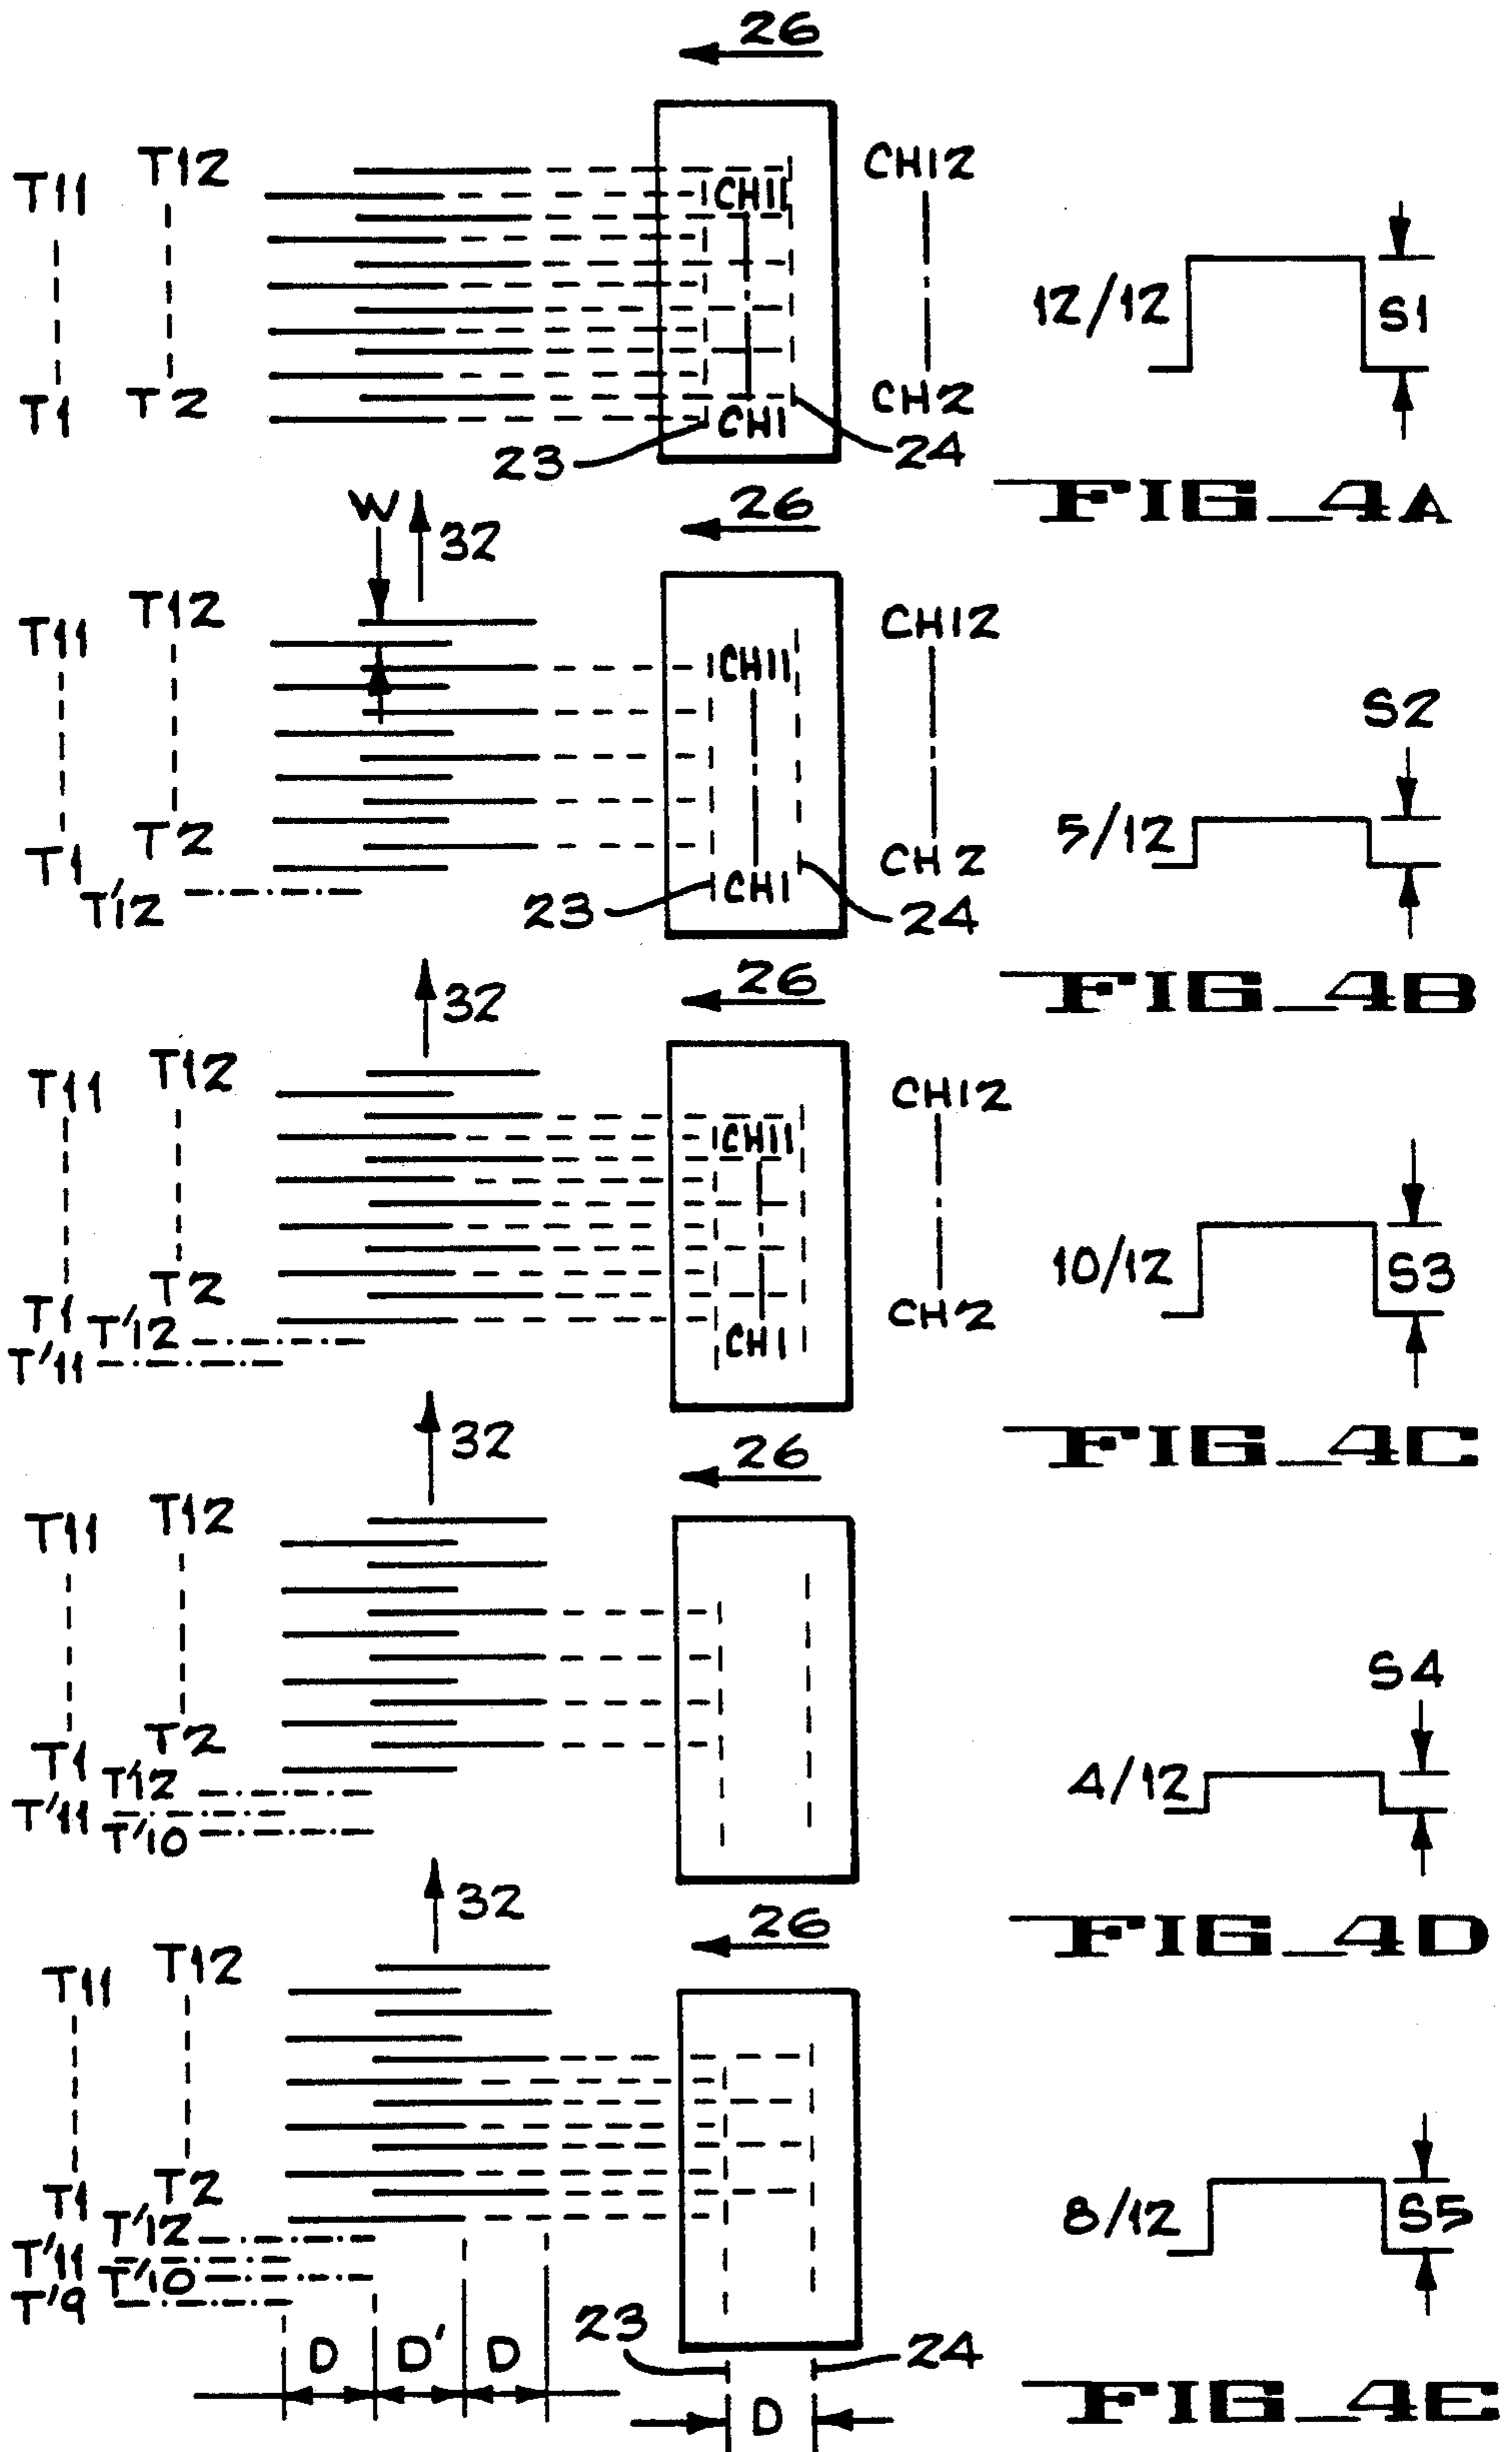 26
T11 T12 CH11 CH12
12/12 S1
T1 T2 CH1 CH2
23 24
FIG_4A
W 32 26
T11 T12 CH11 CH12
S2
5/12
T1 T2 CH1 CH2
T'12 23 24
FIG_4B
32 26
T11 T12 CH11 CH12
10/12 S3
T1 T2 CH1 CH2
T'12
T'11
FIG_4C
32 26
T11 T12
S4
T1 T2
T'12 4/12
T'11
T'10
FIG_4D
32 26
T11 T12
T1 T2
T'12 8/12 S5
T'11
T'10
T'9
D D' D 23 24
D
FIG_4E